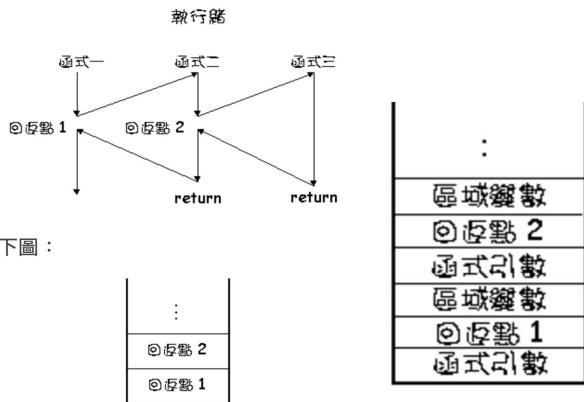 執行緒
函式一 函式二 函式三
回返點 1 回返點 2
return return
下圖：
⋮
回返點 2
回返點 1
⋮
區域變數
回返點 2
函式引數
區域變數
回返點 1
函式引數